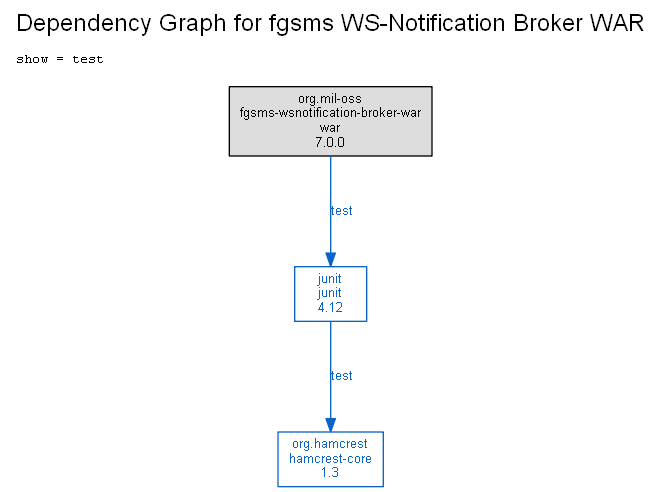 Dependency Graph for fgsms WS-Notification Broker WAR
show = test
org.mil-oss
fgsms-wsnotification-broker-war
war
7.0.0
test
junit
junit
4.12
test
org.hamcrest
hamcrest-core
1.3